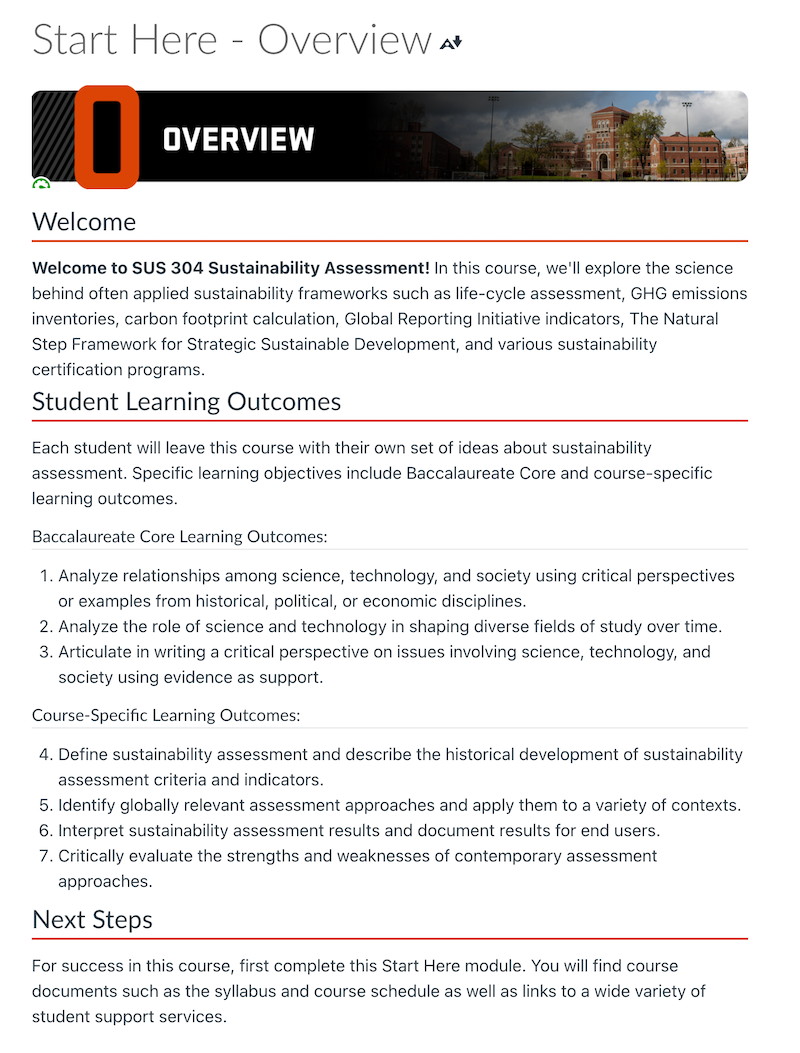 Start Here - Overview
OVERVIEW
Welcome
Welcome to SUS 304 Sustainability Assessment! In this course, we'll explore the science
behind often applied sustainability frameworks such as life-cycle assessment, GHG emissions
inventories, carbon footprint calculation, Global Reporting Initiative indicators, The Natural
Step Framework for Strategic Sustainable Development, and various sustainability
certification programs.
Student Learning Outcomes
Each student will leave this course with their own set of ideas about sustainability
assessment. Specific learning objectives include Baccalaureate Core and course-specific
learning outcomes.
Baccalaureate Core Learning Outcomes:
1. Analyze relationships among science, technology, and society using critical perspectives
or examples from historical, political, or economic disciplines.
2. Analyze the role of science and technology in shaping diverse fields of study over time.
3. Articulate in writing a critical perspective on issues involving science, technology, and
society using evidence as support.
Course-Specific Learning Outcomes:
4. Define sustainability assessment and describe the historical development of sustainability
assessment criteria and indicators.
5. Identify globally relevant assessment approaches and apply them to a variety of contexts.
6. Interpret sustainability assessment results and document results for end users.
7. Critically evaluate the strengths and weaknesses of contemporary assessment
approaches.
Next Steps
For success in this course, first complete this Start Here module. You will find course
documents such as the syllabus and course schedule as well as links to a wide variety of
student support services.